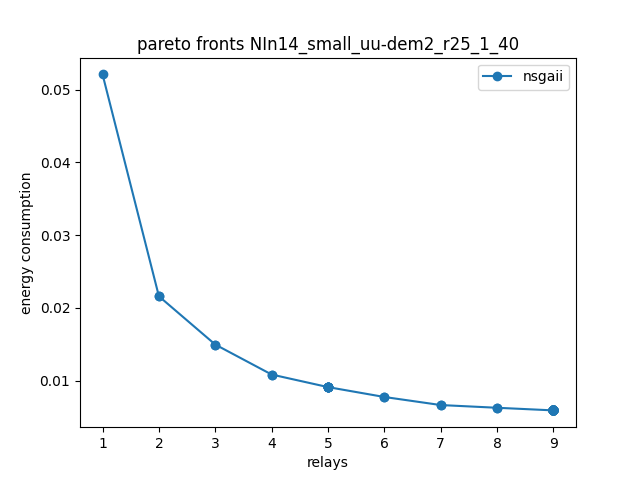 pareto fronts NIn14_small_uu-dem2_r25_1_40
nsgaii
0.05
0.04
0.03
0.02
0.01
energy consumption
1 2 3 4 5 6 7 8 9
relays